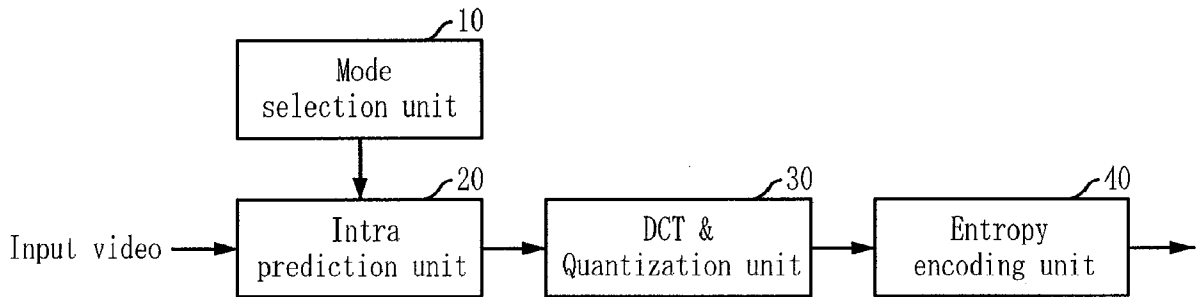 10
Mode
selection unit
20
30
40
Input video
Intra
prediction unit
DCT &
Quantization unit
Entropy
encoding unit